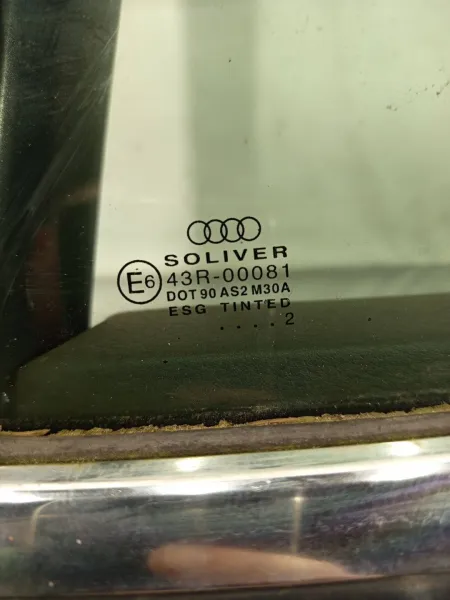 SOLIVER
E6 43R-00081
DOT 90 AS2 M30A
ESG TINTED
....2